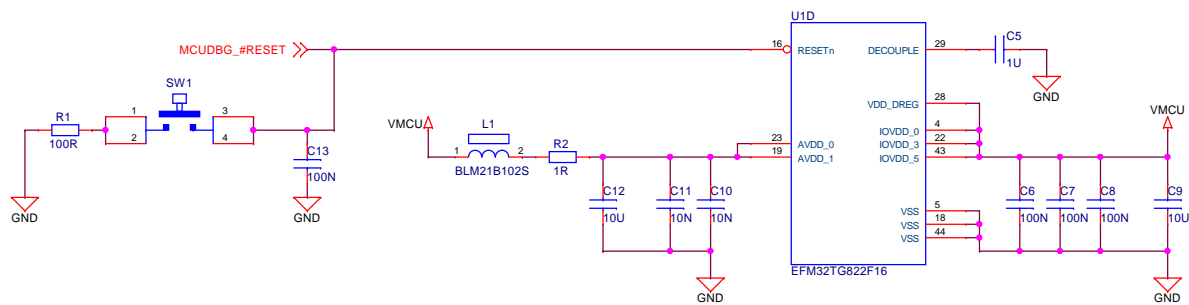 U1D
MCUDBG_#RESET
16
RESETn
DECOUPLE
29
C5
1U
GND
SW1
R1
100R
1
2
3
4
C13
100N
GND
GND
VMCU
L1
1
2
BLM21B102S
R2
1R
23
AVDD_0
19
AVDD_1
VDD_DREG
28
IOVDD_0
4
IOVDD_3
22
IOVDD_5
43
VMCU
C12
10U
C11
10N
C10
10N
GND
VSS
5
VSS
18
VSS
44
C6
100N
C7
100N
C8
100N
C9
10U
GND
EFM32TG822F16